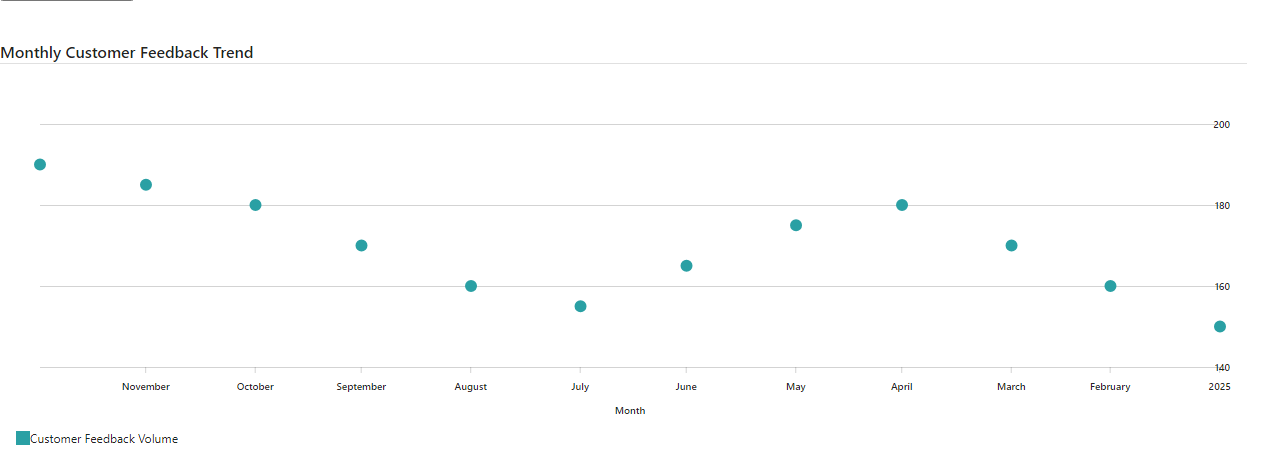 Monthly Customer Feedback Trend
200
180
160
140
November October September August July June May April March February 2025
Month
Customer Feedback Volume